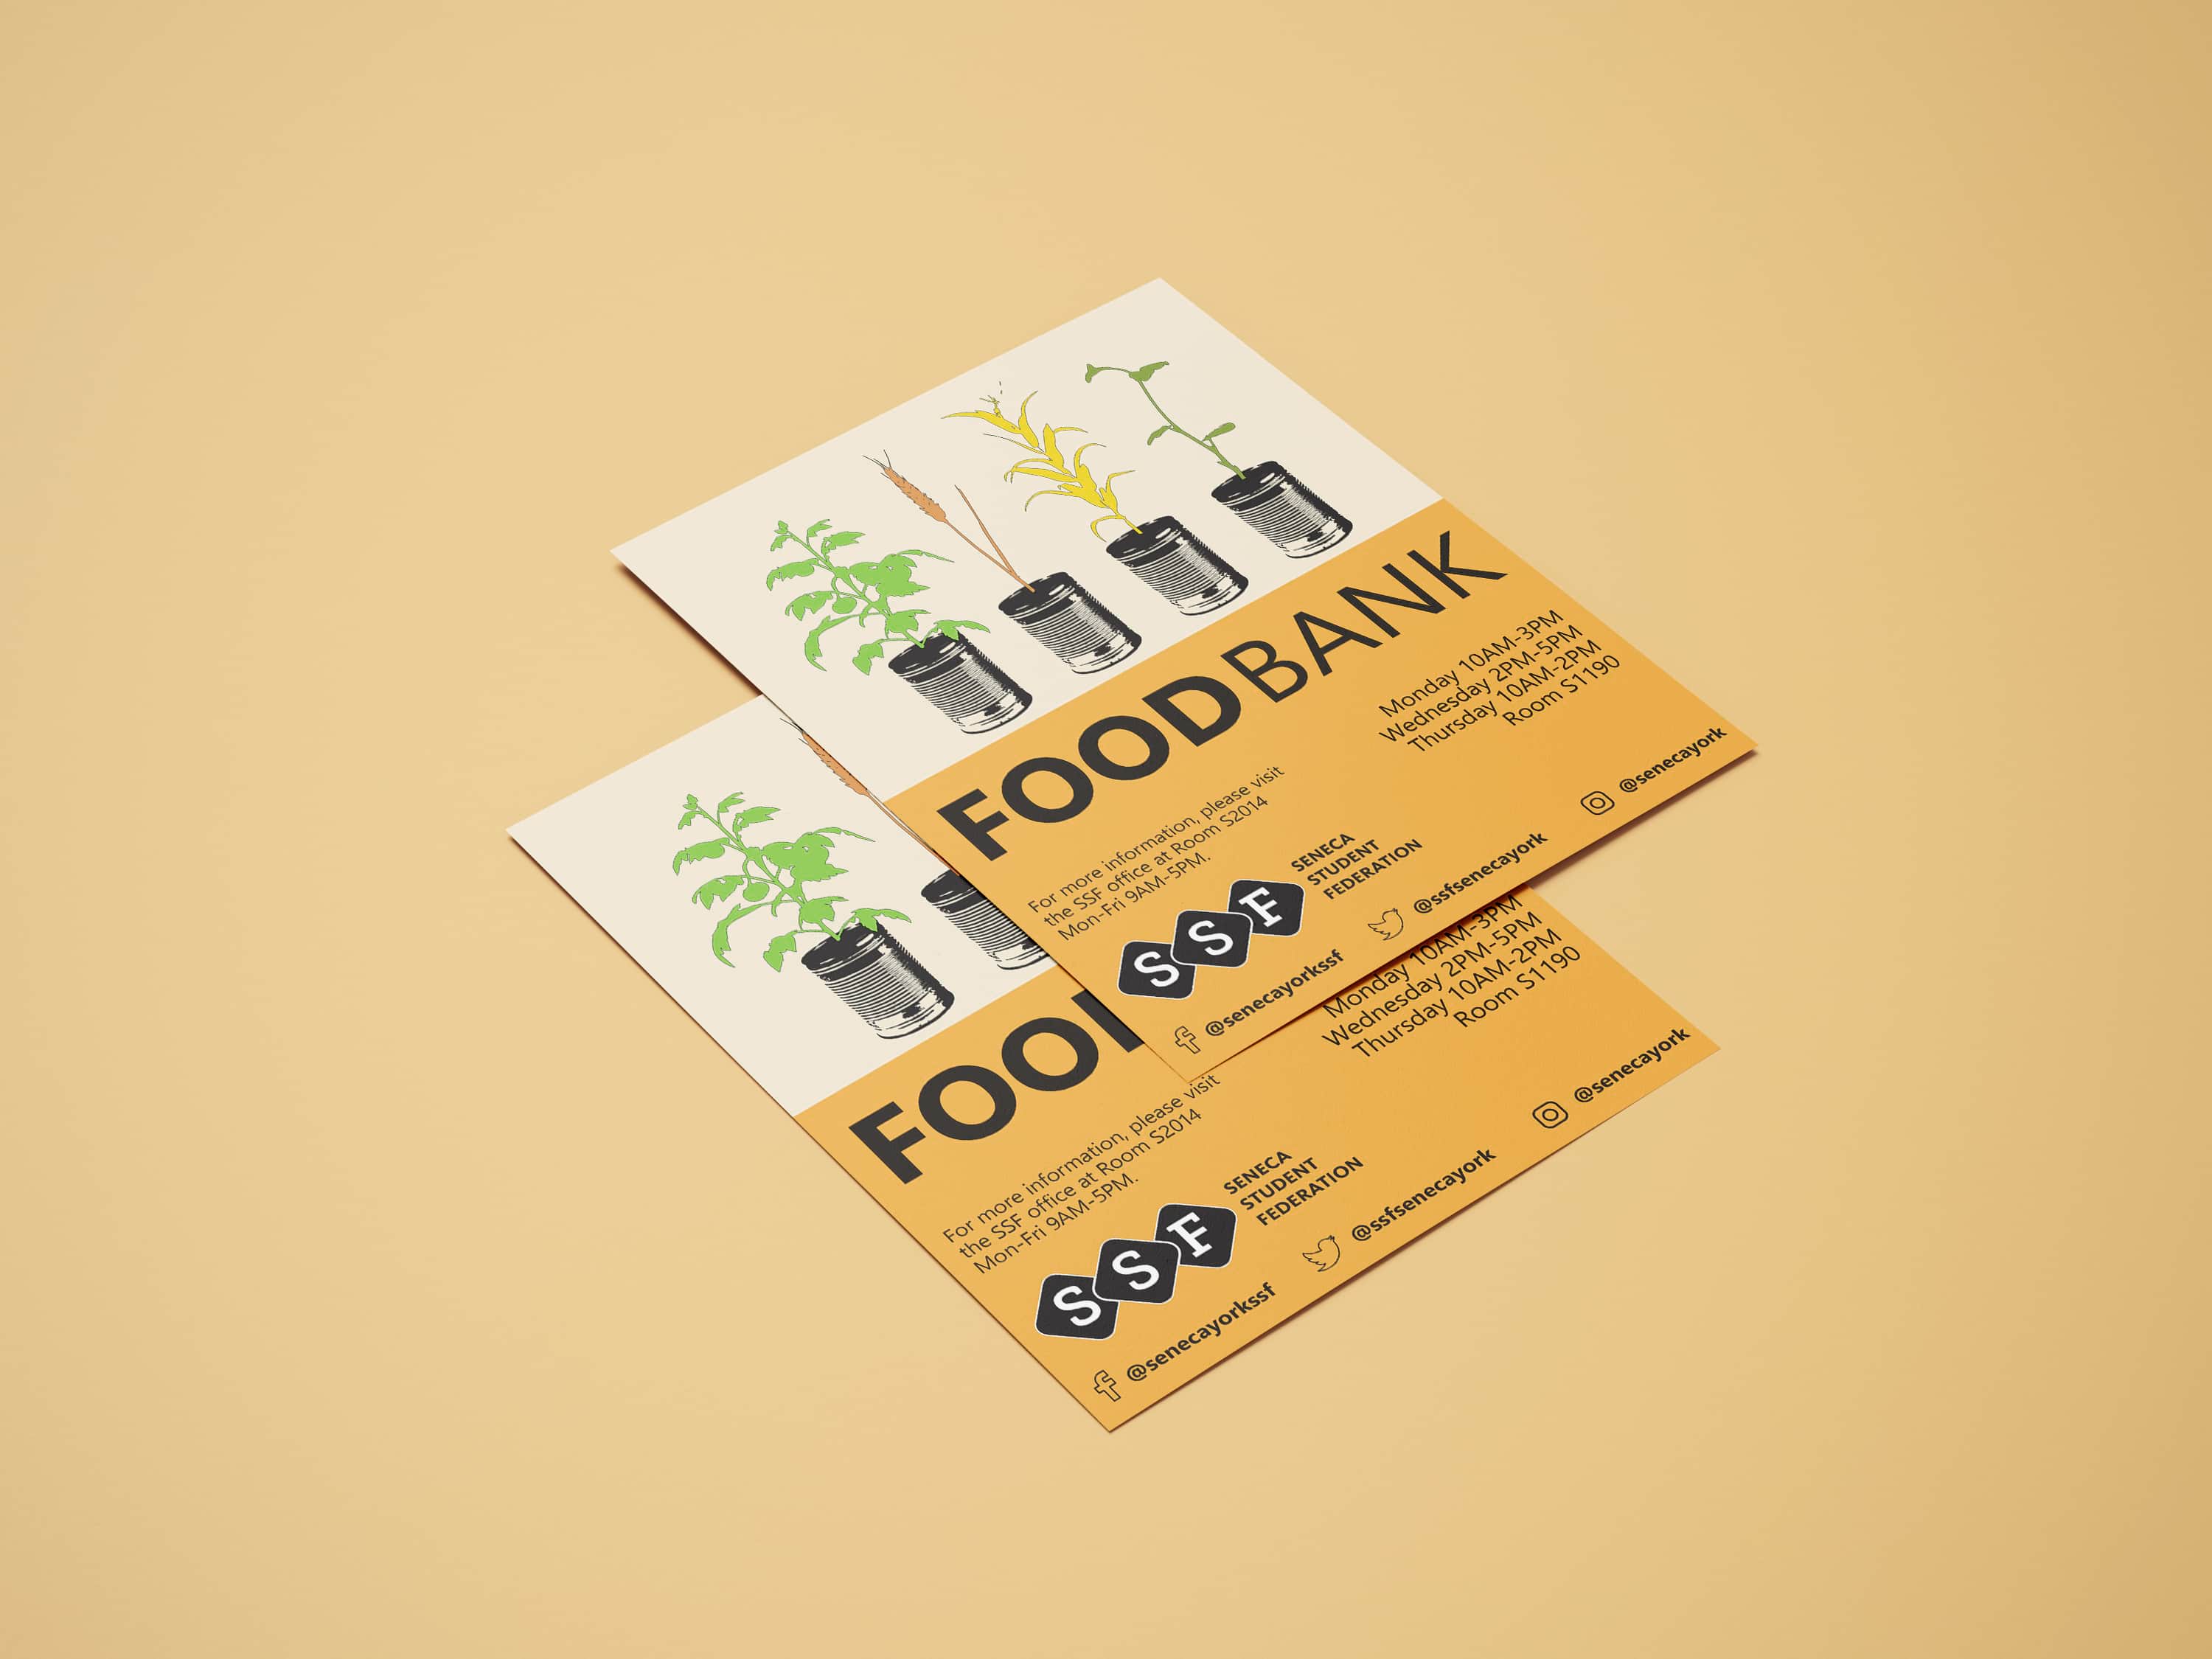 FOODBANK
Monday 10AM-3PM
Wednesday 2PM-5PM
Thursday 10AM-2PM
Room S1190
For more information, please visit
the SSF office at Room S2014
Mon-Fri 9AM-5PM.
SSF
SENECA
STUDENT
FEDERATION
@senecayorkssf
@ssfsenecayork
@senecayork
FOO
Monday 10AM-3PM
Wednesday 2PM-5PM
Thursday 10AM-2PM
Room S1190
For more information, please visit
the SSF office at Room S2014
Mon-Fri 9AM-5PM.
SSF
SENECA
STUDENT
FEDERATION
@senecayorkssf
@ssfsenecayork
@senecayork